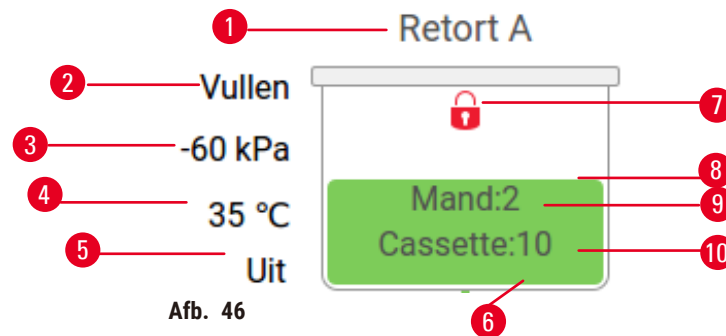 1 Retort A
2 Vullen
7
3 -60 kPa
8
4 35 °C
Mand:2 9
5 Uit
Cassette:10 10
6
Afb. 46